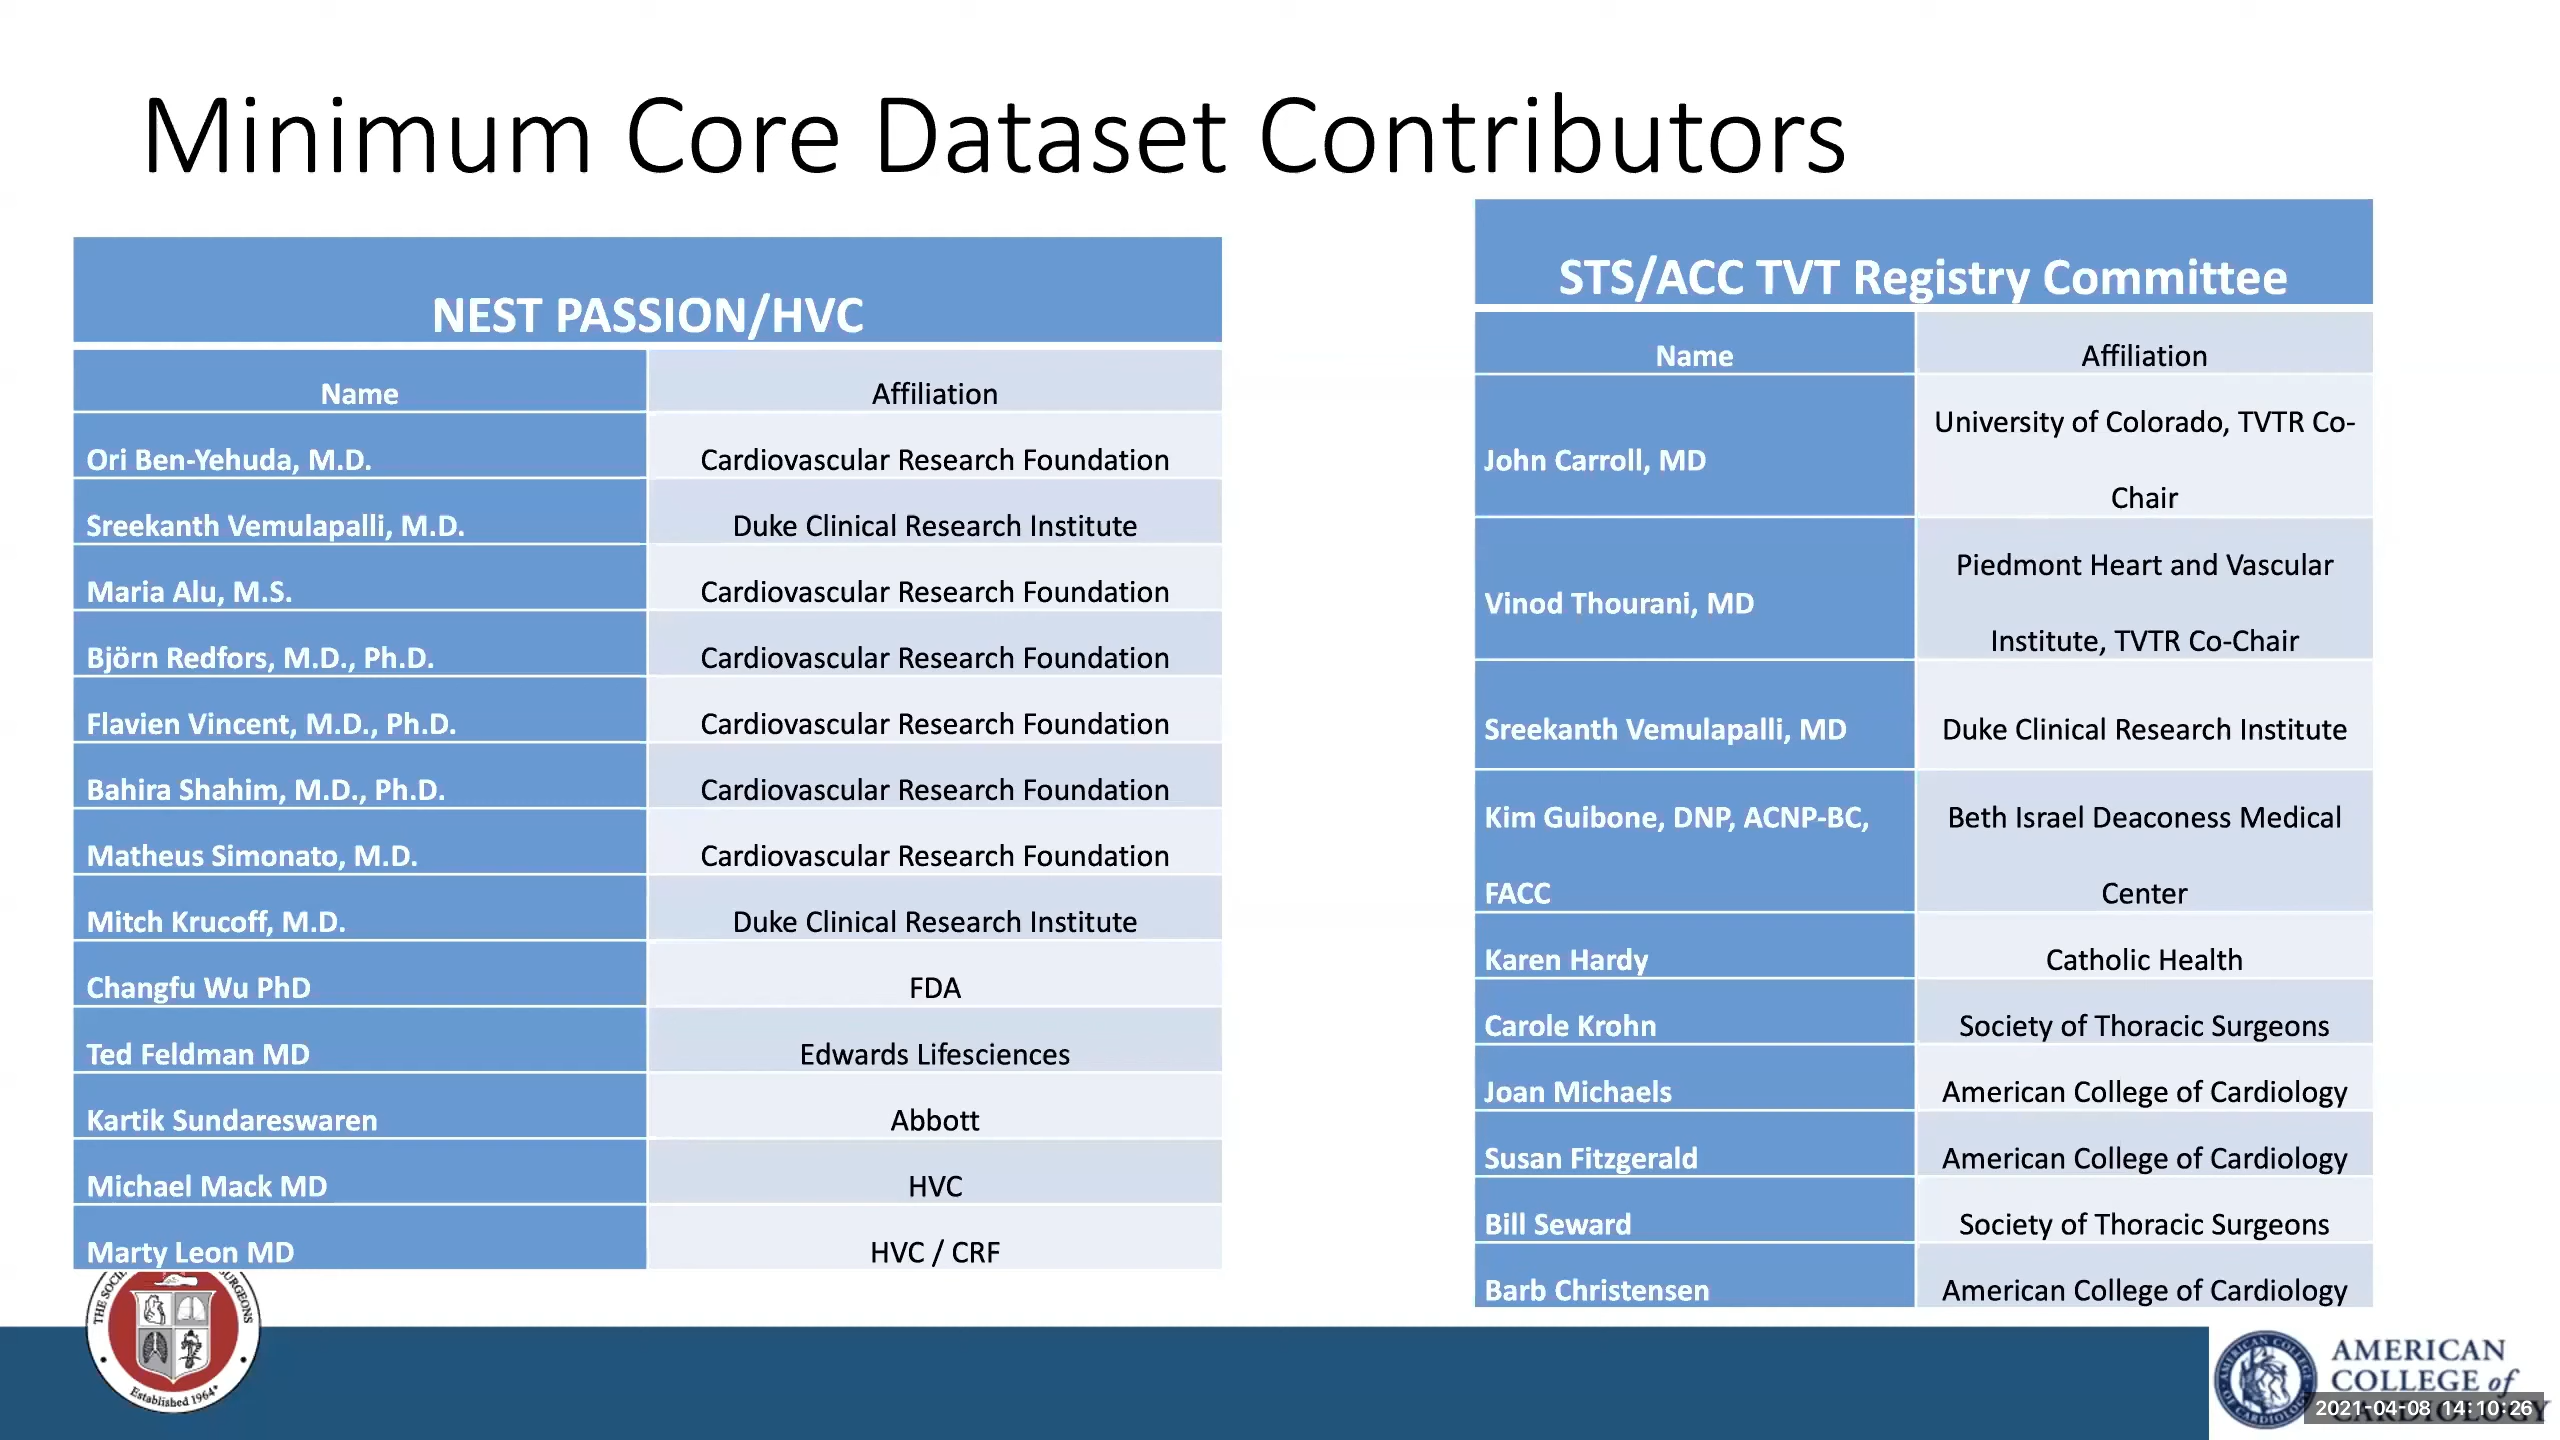 Minimum Core Dataset Contributors
NEST PASSION/HVC
Name Affiliation
Ori Ben-Yehuda, M.D. Cardiovascular Research Foundation
Sreekanth Vemulapalli, M.D. Duke Clinical Research Institute
Maria Alu, M.S. Cardiovascular Research Foundation
Björn Redfors, M.D., Ph.D. Cardiovascular Research Foundation
Flavien Vincent, M.D., Ph.D. Cardiovascular Research Foundation
Bahira Shahim, M.D., Ph.D. Cardiovascular Research Foundation
Matheus Simonato, M.D. Cardiovascular Research Foundation
Mitch Krucoff, M.D. Duke Clinical Research Institute
Changfu Wu PhD FDA
Ted Feldman MD Edwards Lifesciences
Kartik Sundareswaren Abbott
Michael Mack MD HVC
Marty Leon MD HVC / CRF
STS/ACC TVT Registry Committee
Name Affiliation
University of Colorado, TVTR Co-
John Carroll, MD
Chair
Piedmont Heart and Vascular
Vinod Thourani, MD
Institute, TVTR Co-Chair
Sreekanth Vemulapalli, MD Duke Clinical Research Institute
Kim Guibone, DNP, ACNP-BC, Beth Israel Deaconess Medical
FACC Center
Karen Hardy Catholic Health
Carole Krohn Society of Thoracic Surgeons
Joan Michaels American College of Cardiology
Susan Fitzgerald American College of Cardiology
Bill Seward Society of Thoracic Surgeons
Barb Christensen American College of Cardiology
Established 1964
AMERICAN
COLLEGE of
CARDIOLOGY
2021-04-08 14:10:26